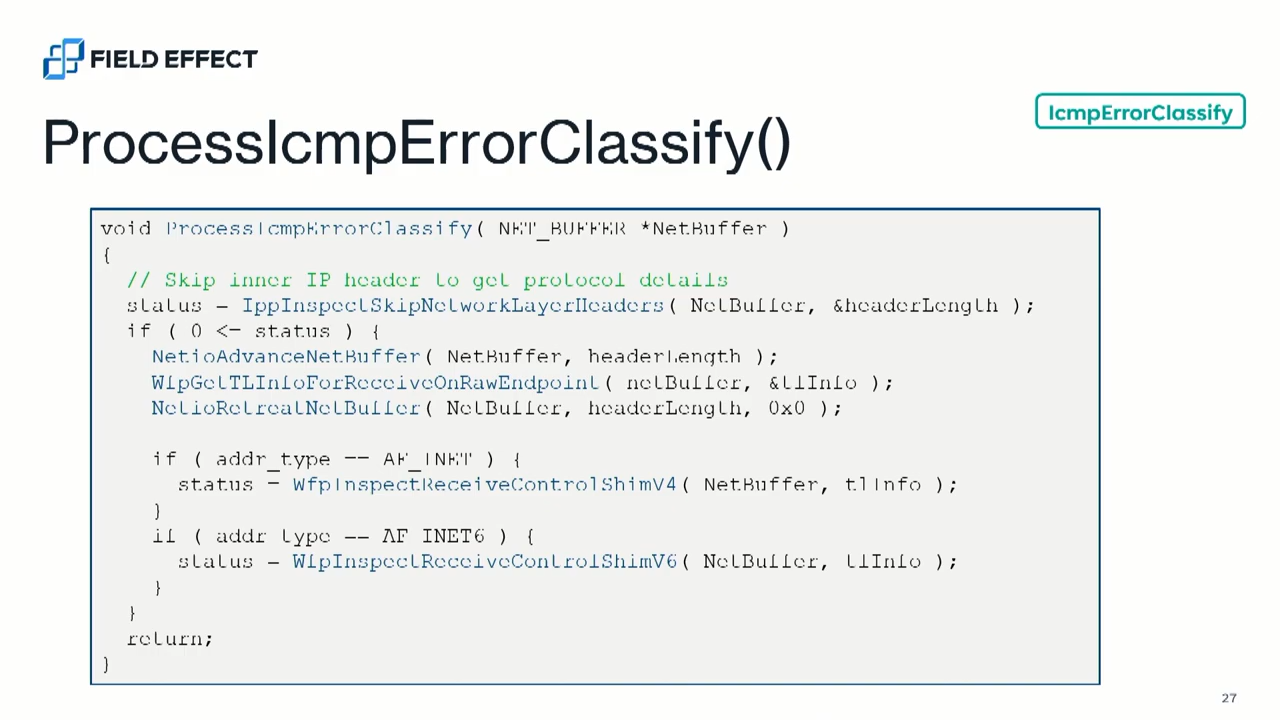 FIELD EFFECT
IcmpErrorClassify
ProcessIcmpErrorClassify()
void ProcessIcmpErrorClassify( NET_BUFFER *NetBuffer )
{
// Skip inner IP header to get protocol details
status = IppInspectSkipNetworkLayerHeaders( NetBuffer, &headerLength );
if ( 0 <= status ) {
NetioAdvanceNetBuffer( NetBuffer, headerLength );
WfpGetTLInfoForReceiveOnRawEndpoint( netBuffer, &tlInfo );
NetioRetreatNetBuffer( NetBuffer, headerLength, 0x0 );
if ( addr_type == AF_INET ) {
status = WfpInspectReceiveControlShimV4( NetBuffer, tlInfo );
}
if ( addr_type == AF_INET6 ) {
status = WfpInspectReceiveControlShimV6( NetBuffer, tlInfo );
}
}
return;
}
27